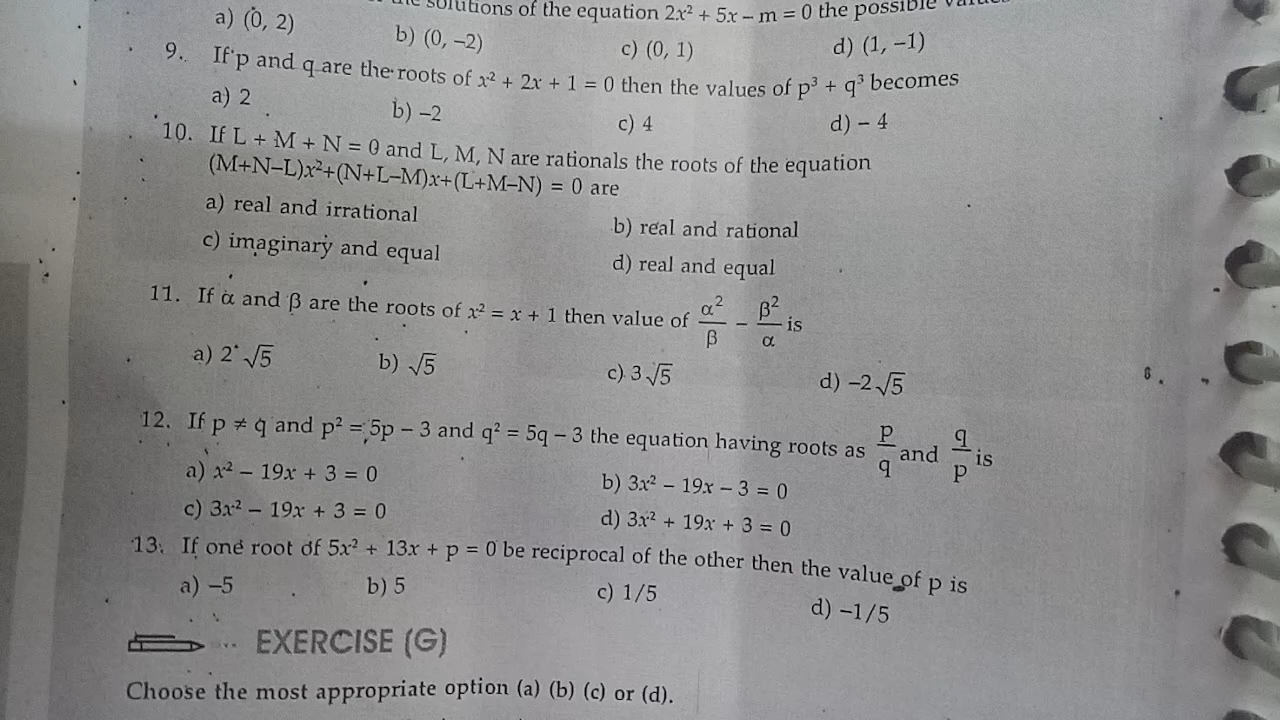 solutions of the equation 2x² + 5x – m = 0 the possible
a) (0, 2) b) (0, –2) c) (0, 1) d) (1, –1)
9. If p and q are the roots of x² + 2x + 1 = 0 then the values of p³ + q³ becomes
a) 2 b) –2 c) 4 d) – 4
10. If L + M + N = 0 and L, M, N are rationals the roots of the equation
(M+N–L)x²+(N+L–M)x+(L+M–N) = 0 are
a) real and irrational b) real and rational
c) imaginary and equal d) real and equal
11. If α and β are the roots of x² = x + 1 then value of α²/β – β²/α is
a) 2√5 b) √5 c) 3√5 d) –2√5
12. If p ≠ q and p² = 5p – 3 and q² = 5q – 3 the equation having roots as p/q and q/p is
a) x² – 19x + 3 = 0 b) 3x² – 19x – 3 = 0
c) 3x² – 19x + 3 = 0 d) 3x² + 19x + 3 = 0
13. If one root of 5x² + 13x + p = 0 be reciprocal of the other then the value of p is
a) –5 b) 5 c) 1/5 d) –1/5
EXERCISE (G)
Choose the most appropriate option (a) (b) (c) or (d).